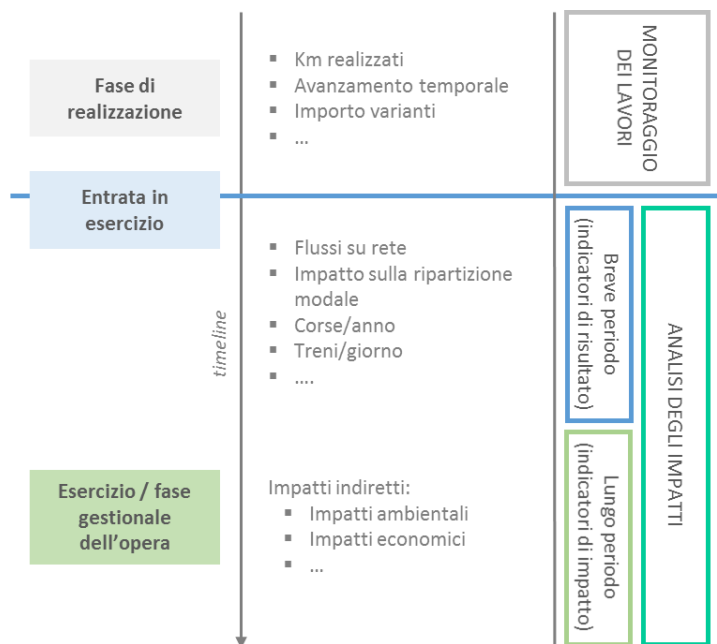 Fase di
realizzazione
▪ Km realizzati
▪ Avanzamento temporale
▪ Importo varianti
▪ ...
MONITORAGGIO
DEI LAVORI
Entrata in
esercizio
timeline
▪ Flussi su rete
▪ Impatto sulla ripartizione
modale
▪ Corse/anno
▪ Treni/giorno
▪ ....
Breve periodo
(indicatori di risultato)
ANALISI DEGLI IMPATTI
Esercizio / fase
gestionale
dell'opera
Impatti indiretti:
▪ Impatti ambientali
▪ Impatti economici
▪ ...
Lungo periodo
(indicatori di impatto)